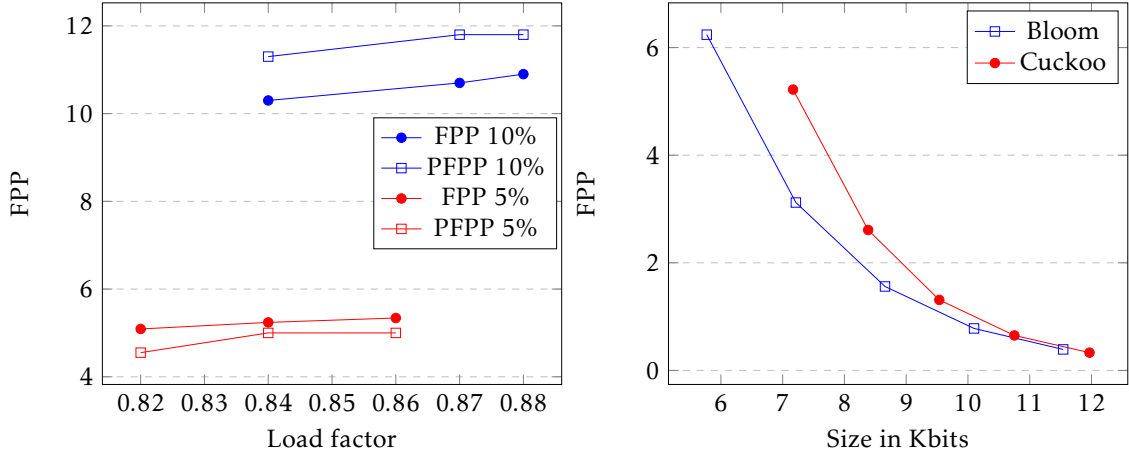 12
10
8
6
4
FPP
FPP 10%
PFPP 10%
FPP 5%
PFPP 5%
0.82 0.83 0.84 0.85 0.86 0.87 0.88
Load factor
6
4
2
0
FPP
Bloom
Cuckoo
6 7 8 9 10 11 12
Size in Kbits